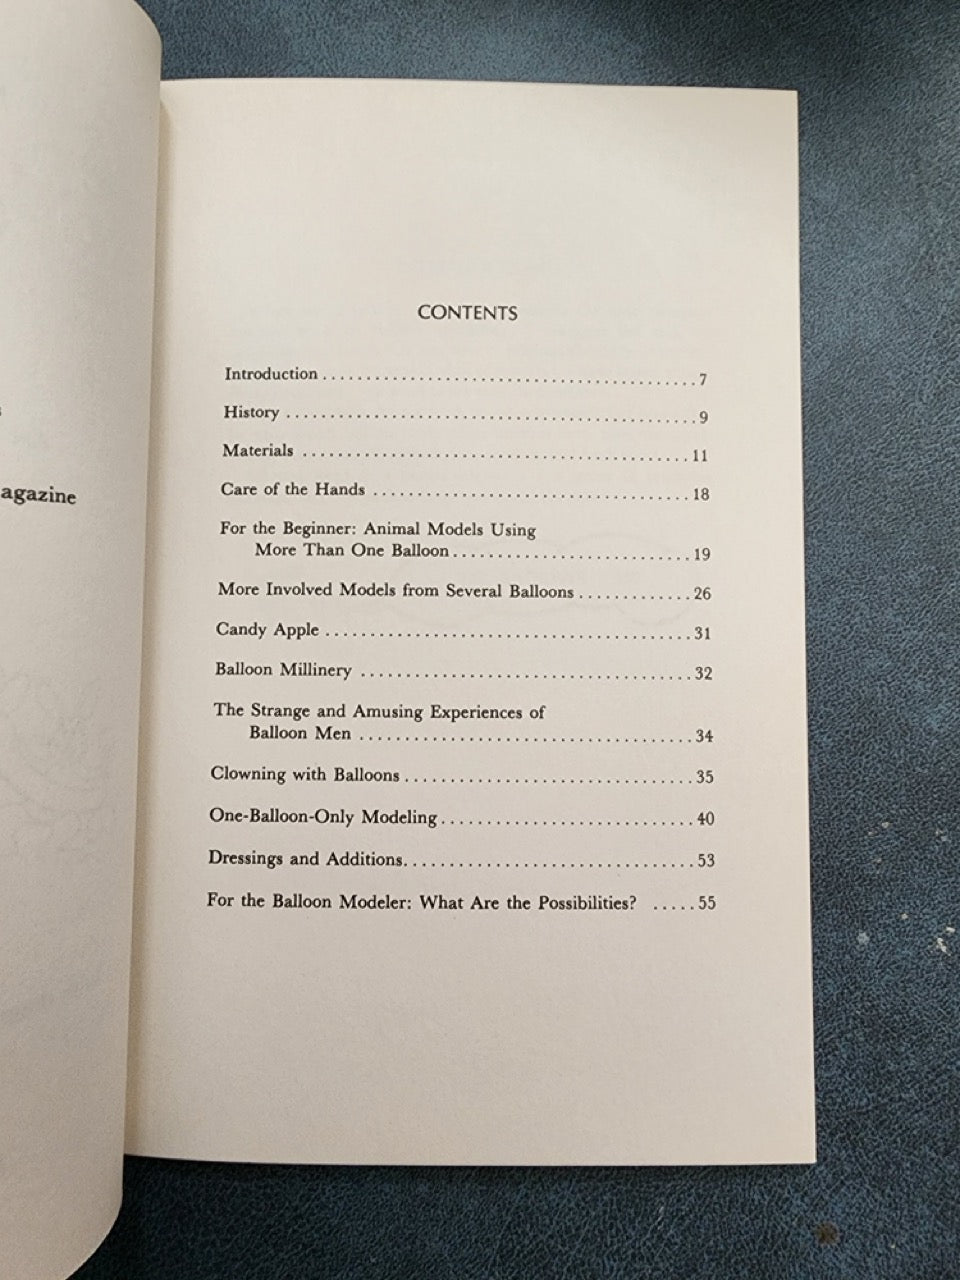 agazine
CONTENTS
Introduction . . . . . . . . . . . . . . . . . . . . . . . . . . . . . . . . . . . . . . . . . . 7
History . . . . . . . . . . . . . . . . . . . . . . . . . . . . . . . . . . . . . . . . . . . . . . 9
Materials . . . . . . . . . . . . . . . . . . . . . . . . . . . . . . . . . . . . . . . . . . . 11
Care of the Hands . . . . . . . . . . . . . . . . . . . . . . . . . . . . . . . . . . . 18
For the Beginner: Animal Models Using
More Than One Balloon . . . . . . . . . . . . . . . . . . . . . . . . . . . 19
More Involved Models from Several Balloons . . . . . . . . . . . . . 26
Candy Apple . . . . . . . . . . . . . . . . . . . . . . . . . . . . . . . . . . . . . . . . . 31
Balloon Millinery . . . . . . . . . . . . . . . . . . . . . . . . . . . . . . . . . . . . . 32
The Strange and Amusing Experiences of
Balloon Men . . . . . . . . . . . . . . . . . . . . . . . . . . . . . . . . . . . . . 34
Clowning with Balloons . . . . . . . . . . . . . . . . . . . . . . . . . . . . . . . . 35
One-Balloon-Only Modeling . . . . . . . . . . . . . . . . . . . . . . . . . . . . 40
Dressings and Additions. . . . . . . . . . . . . . . . . . . . . . . . . . . . . . . . 53
For the Balloon Modeler: What Are the Possibilities? . . . . . 55